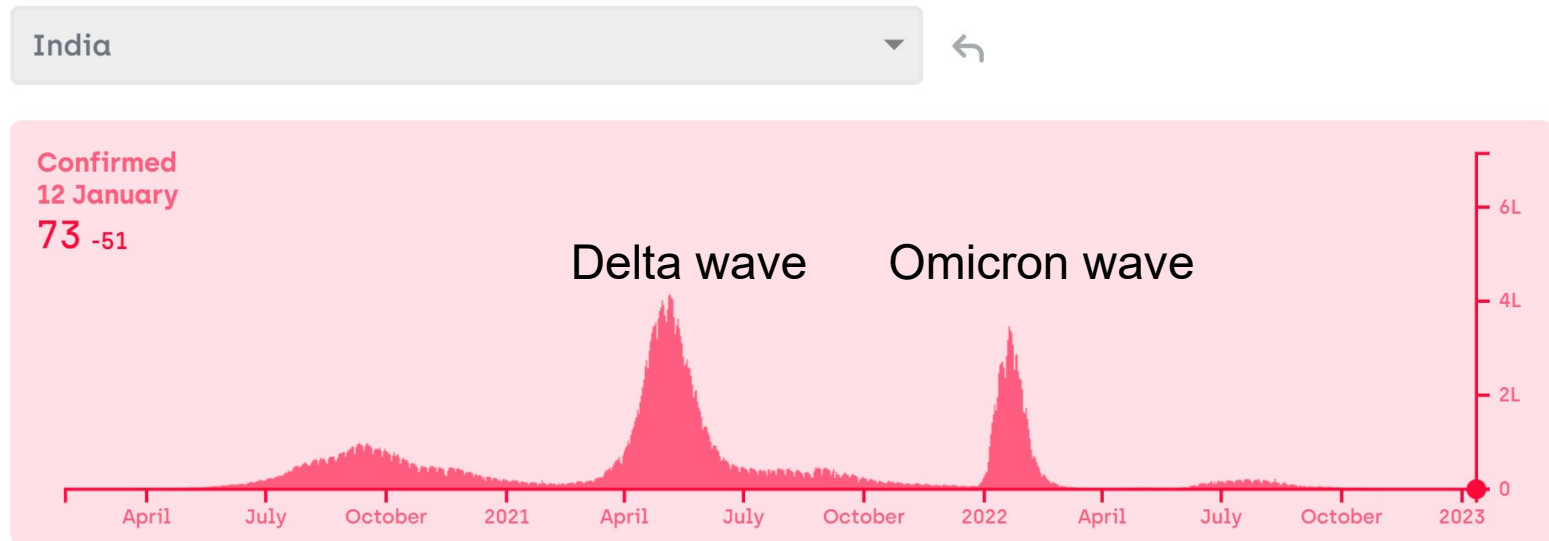 India
Confirmed
12 January
73 -51
Delta wave Omicron wave
6L
4L
2L
0
April July October 2021 April July October 2022 April July October 2023